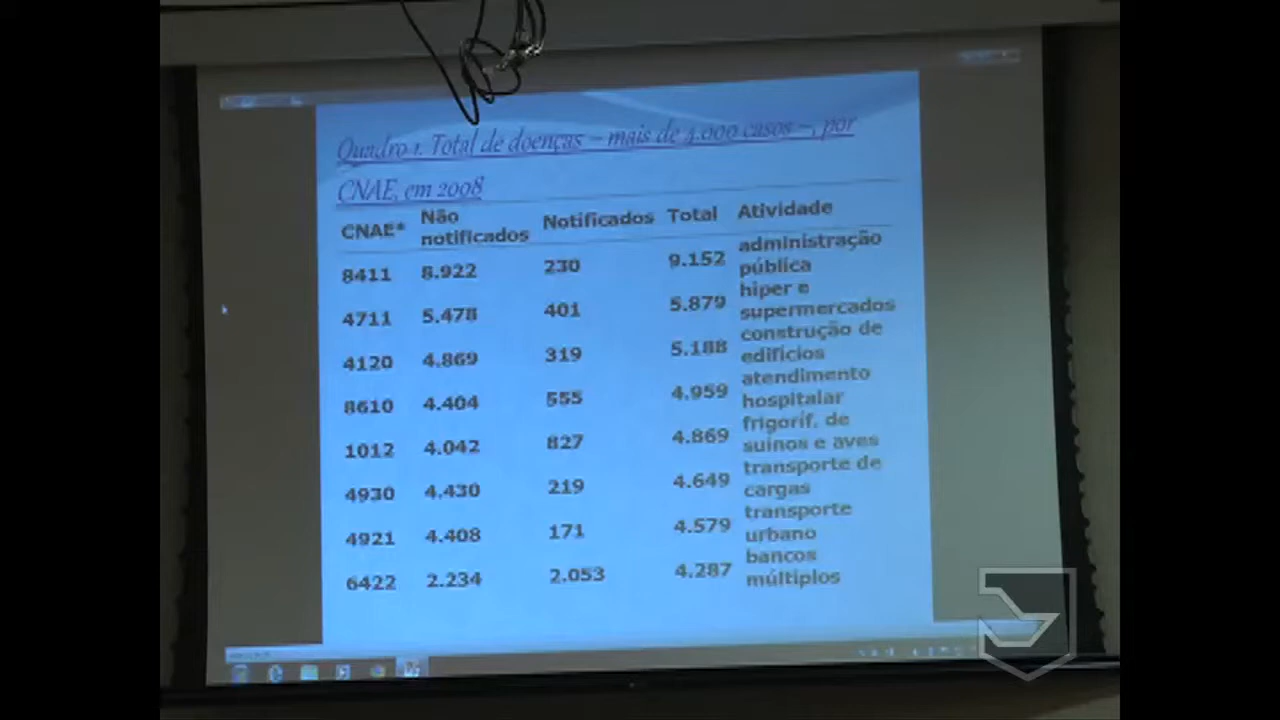 Quadro 1. Total de doenças – mais de 4.000 casos –, por
CNAE, em 2008
CNAE* Não notificados Notificados Total Atividade
8411 8.922 230 9.152 administração pública
4711 5.478 401 5.879 hiper e supermercados
4120 4.869 319 5.188 construção de edifícios
8610 4.404 555 4.959 atendimento hospitalar
1012 4.042 827 4.869 frigoríf. de suínos e aves
4930 4.430 219 4.649 transporte de cargas
4921 4.408 171 4.579 transporte urbano
6422 2.234 2.053 4.287 bancos múltiplos